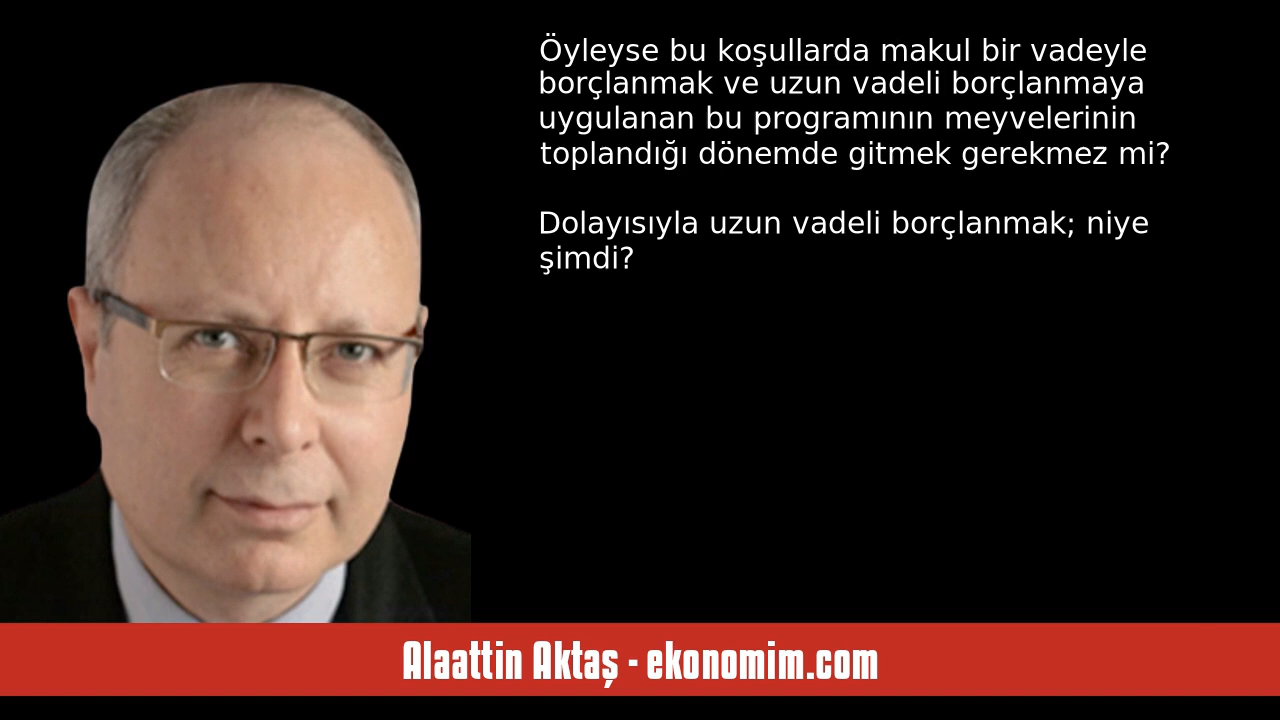 Öyleyse bu koşullarda makul bir vadeyle
borçlanmak ve uzun vadeli borçlanmaya
uygulanan bu programının meyvelerinin
toplandığı dönemde gitmek gerekmez mi?
Dolayısıyla uzun vadeli borçlanmak; niye
şimdi?
Alaattin Aktaş - ekonomim.com